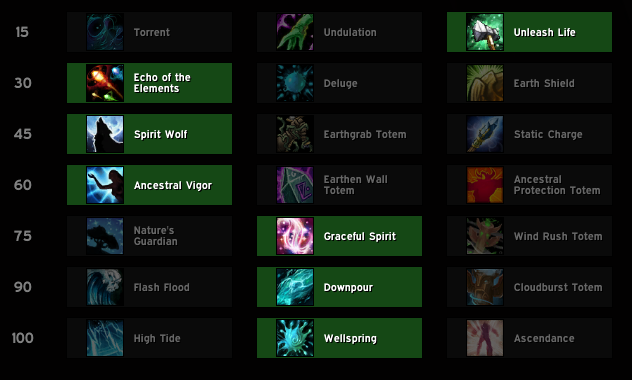 15 Torrent Undulation Unleash Life
30 Echo of the Elements Deluge Earth Shield
45 Spirit Wolf Earthgrab Totem Static Charge
60 Ancestral Vigor Earthen Wall Totem Ancestral Protection Totem
75 Nature's Guardian Graceful Spirit Wind Rush Totem
90 Flash Flood Downpour Cloudburst Totem
100 High Tide Wellspring Ascendance